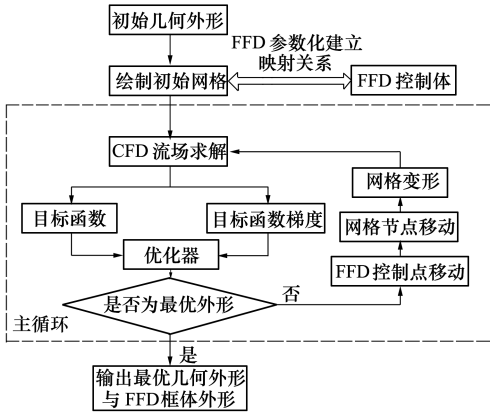 初始几何外形
FFD 参数化建立
映射关系
绘制初始网格
FFD 控制体
CFD 流场求解
网格变形
目标函数
目标函数梯度
网格节点移动
优化器
FFD 控制点移动
是否为最优外形
否
主循环
是
输出最优几何外形
与 FFD框体外形